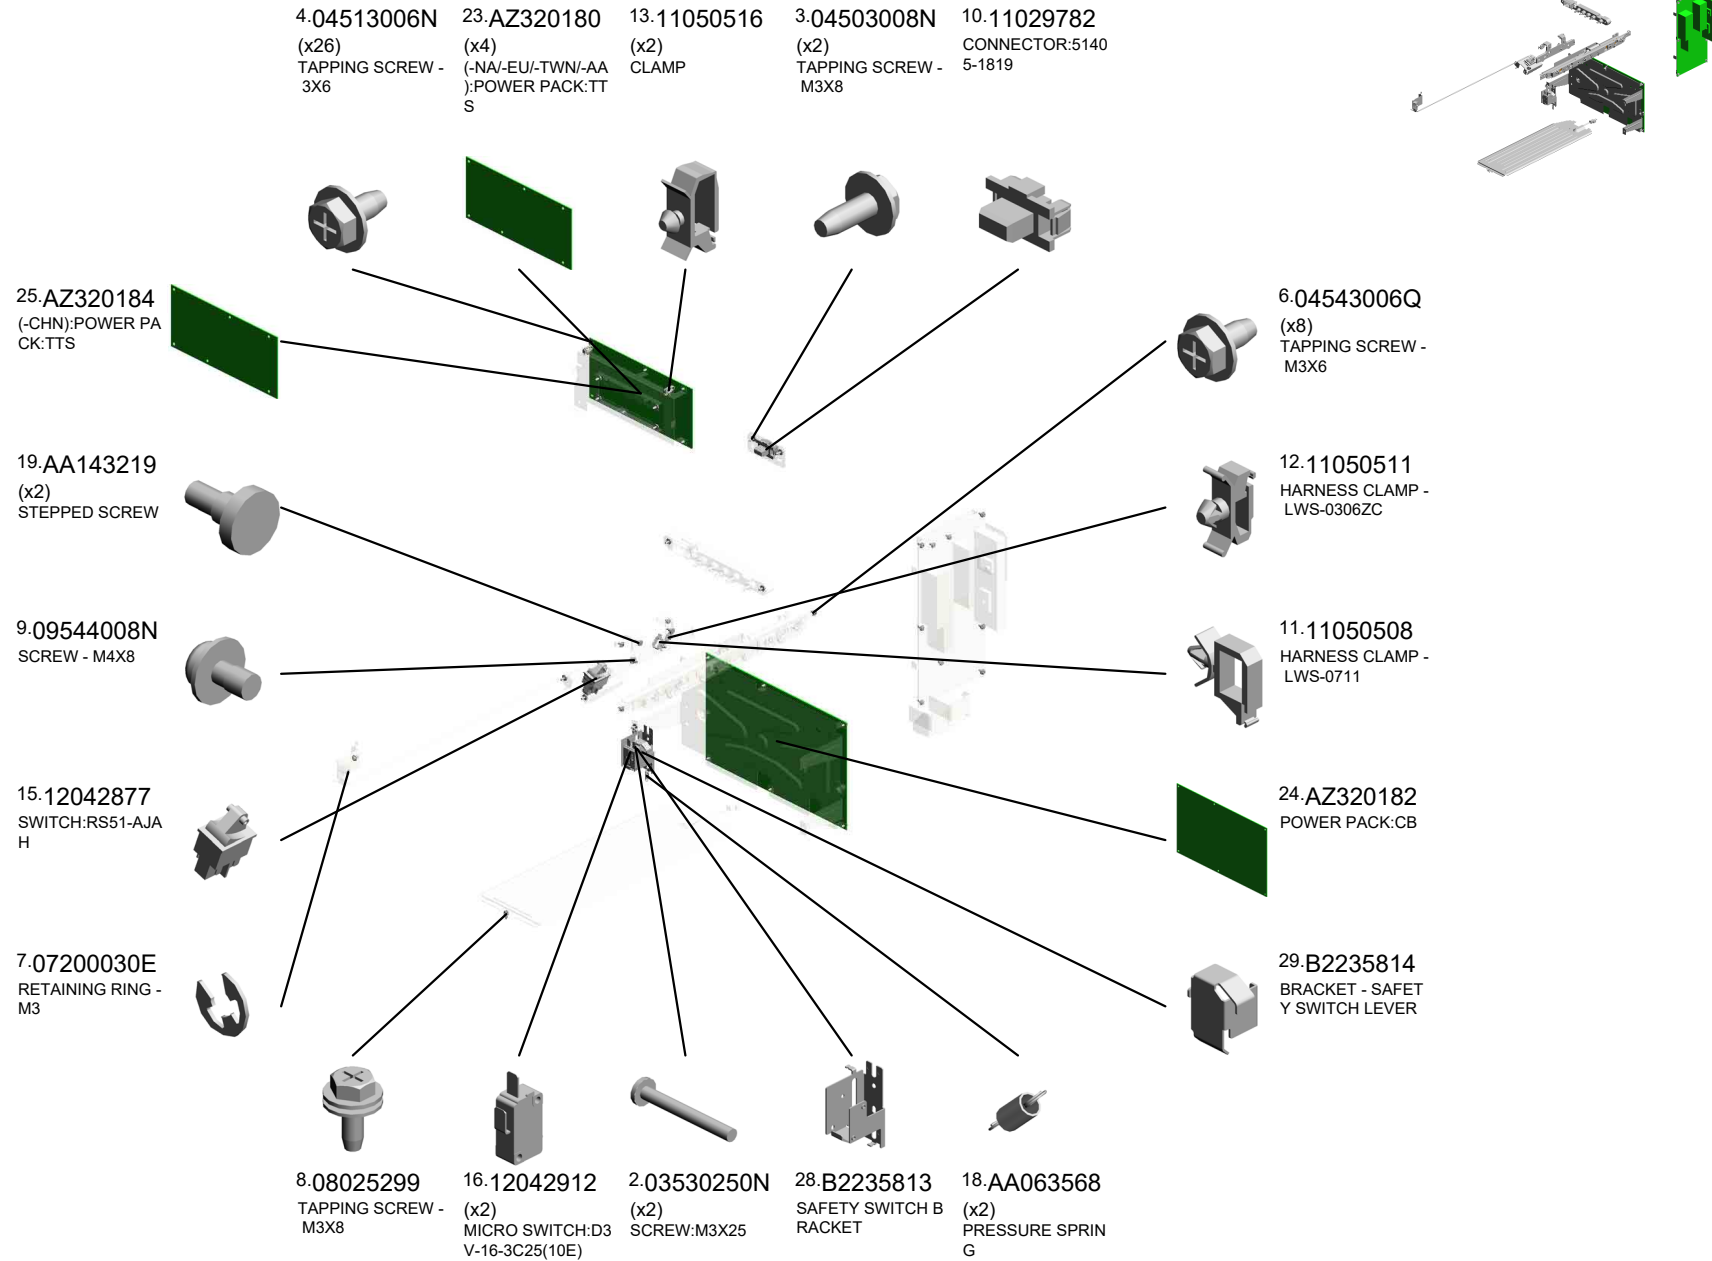 4.04513006N
(x26)
TAPPING SCREW -
3X6
23.AZ320180
(x4)
(-NA/-EU/-TWN/-AA
):POWER PACK:TT
S
13.11050516
(x2)
CLAMP
3.04503008N
(x2)
TAPPING SCREW -
M3X8
10.11029782
CONNECTOR:5140
5-1819
25.AZ320184
(-CHN):POWER PA
CK:TTS
6.04543006Q
(x8)
TAPPING SCREW -
M3X6
19.AA143219
(x2)
STEPPED SCREW
12.11050511
HARNESS CLAMP -
LWS-0306ZC
9.09544008N
SCREW - M4X8
11.11050508
HARNESS CLAMP -
LWS-0711
15.12042877
SWITCH:RS51-AJA
H
24.AZ320182
POWER PACK:CB
7.07200030E
RETAINING RING -
M3
29.B2235814
BRACKET - SAFET
Y SWITCH LEVER
8.08025299
TAPPING SCREW -
M3X8
16.12042912
(x2)
MICRO SWITCH:D3
V-16-3C25(10E)
2.03530250N
(x2)
SCREW:M3X25
28.B2235813
SAFETY SWITCH B
RACKET
18.AA063568
(x2)
PRESSURE SPRIN
G